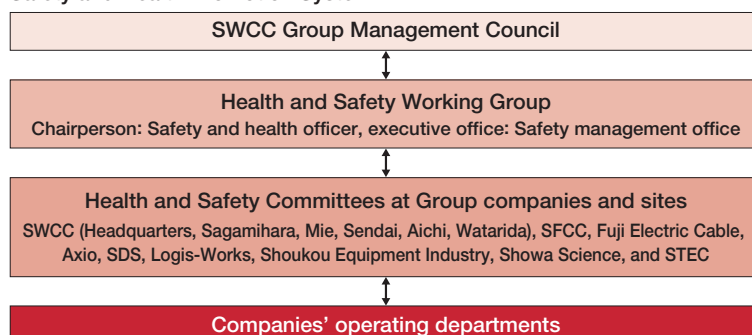 SWCC Group Management Council
Health and Safety Working Group
Chairperson: Safety and health officer, executive office: Safety management office
Health and Safety Committees at Group companies and sites
SWCC (Headquarters, Sagamihara, Mie, Sendai, Aichi, Watarida), SFCC, Fuji Electric Cable,
Axio, SDS, Logis-Works, Shoukou Equipment Industry, Showa Science, and STEC
Companies' operating departments